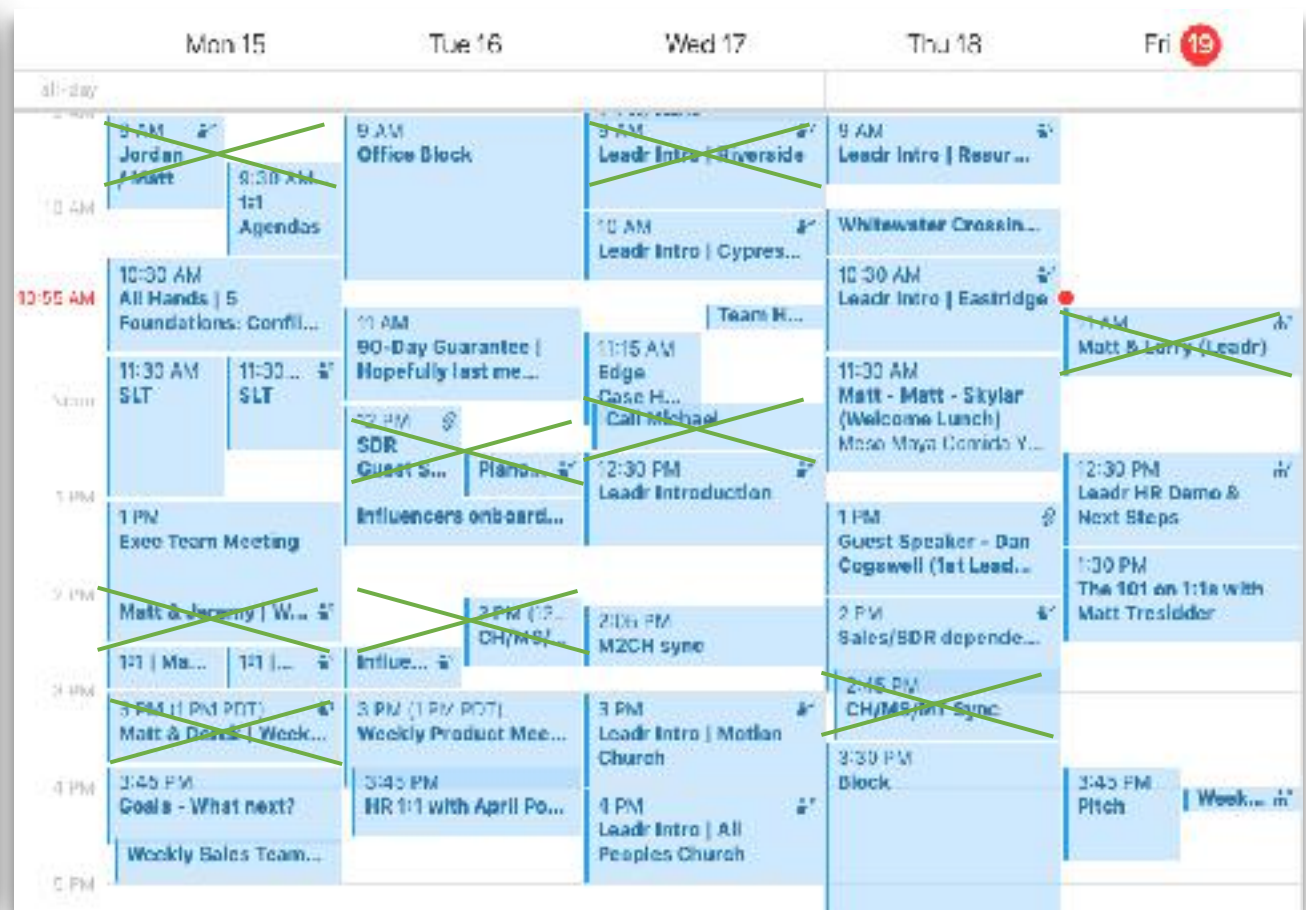 Mon 15
Tue 16
Wed 17
Thu 18
Fri 19
all-day
10 AM
10:55 AM
Noon
1 PM
2 PM
3 PM
4 PM
5 PM
9 AM
Jordan
/ Matt
9:30 AM
1:1
Agendas
10:30 AM
All Hands | 5
Foundations: Confli...
11:30 AM
SLT
11:30...
SLT
1 PM
Exec Team Meeting
Matt & Jeremy | W...
1:1 | Ma...
1:1 |...
3 PM (1 PM PDT)
Matt & | Week...
3:45 PM
Goals - What next?
Weekly Sales Team...
9 AM
Office Block
11 AM
90-Day Guarantee |
Hopefully last me...
12 PM
SDR
Guest S...
Influencers onboard...
2 PM (12...
CH/MS/...
Influe...
3 PM (1 PM PDT)
Weekly Product Mee...
3:45 PM
HR 1:1 with April Po...
9 AM
Leadr Intro | Riverside
10 AM
Leadr Intro | Cypres...
Team H...
11:15 AM
Edge
Case H...
Call Michael
12:30 PM
Leadr Introduction
2:05 PM
M2CH sync
3 PM
Leadr Intro | Motion
Church
4 PM
Leadr Intro | All
Peoples Church
9 AM
Leadr Intro | Resur...
Whitewater Crossin...
10:30 AM
Leadr Intro | Eastridge
11:30 AM
Matt - Matt - Skylar
(Welcome Lunch)
Meso Maya Comida Y...
1 PM
Guest Speaker - Dan
Cogswell (1st Lead...
2 PM
Sales/SDR depende...
2:45 PM
CH/MS/MT Sync
3:30 PM
Block
11 AM
Matt & Larry (Leadr)
12:30 PM
Leadr HR Demo &
Next Steps
1:30 PM
The 101 on 1:1s with
Matt Tresidder
3:45 PM
Pitch
Week...